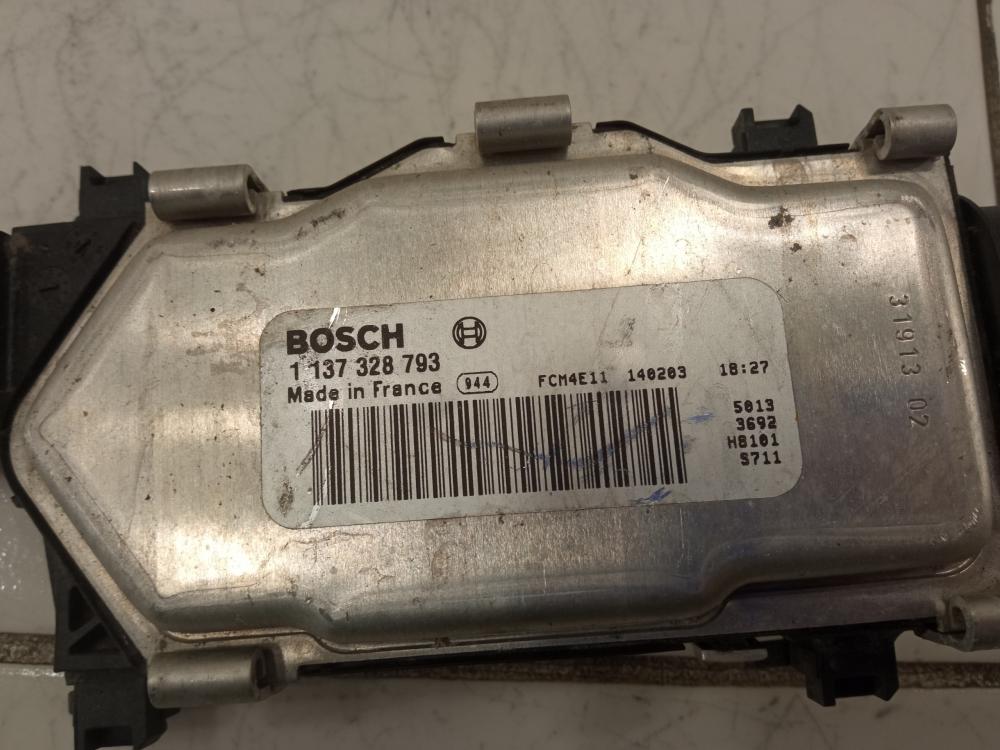 BOSCH
1 137 328 793
Made in France 944 FCM4E11 140203 18:27
5013
3692
H8101
S711
31913 02